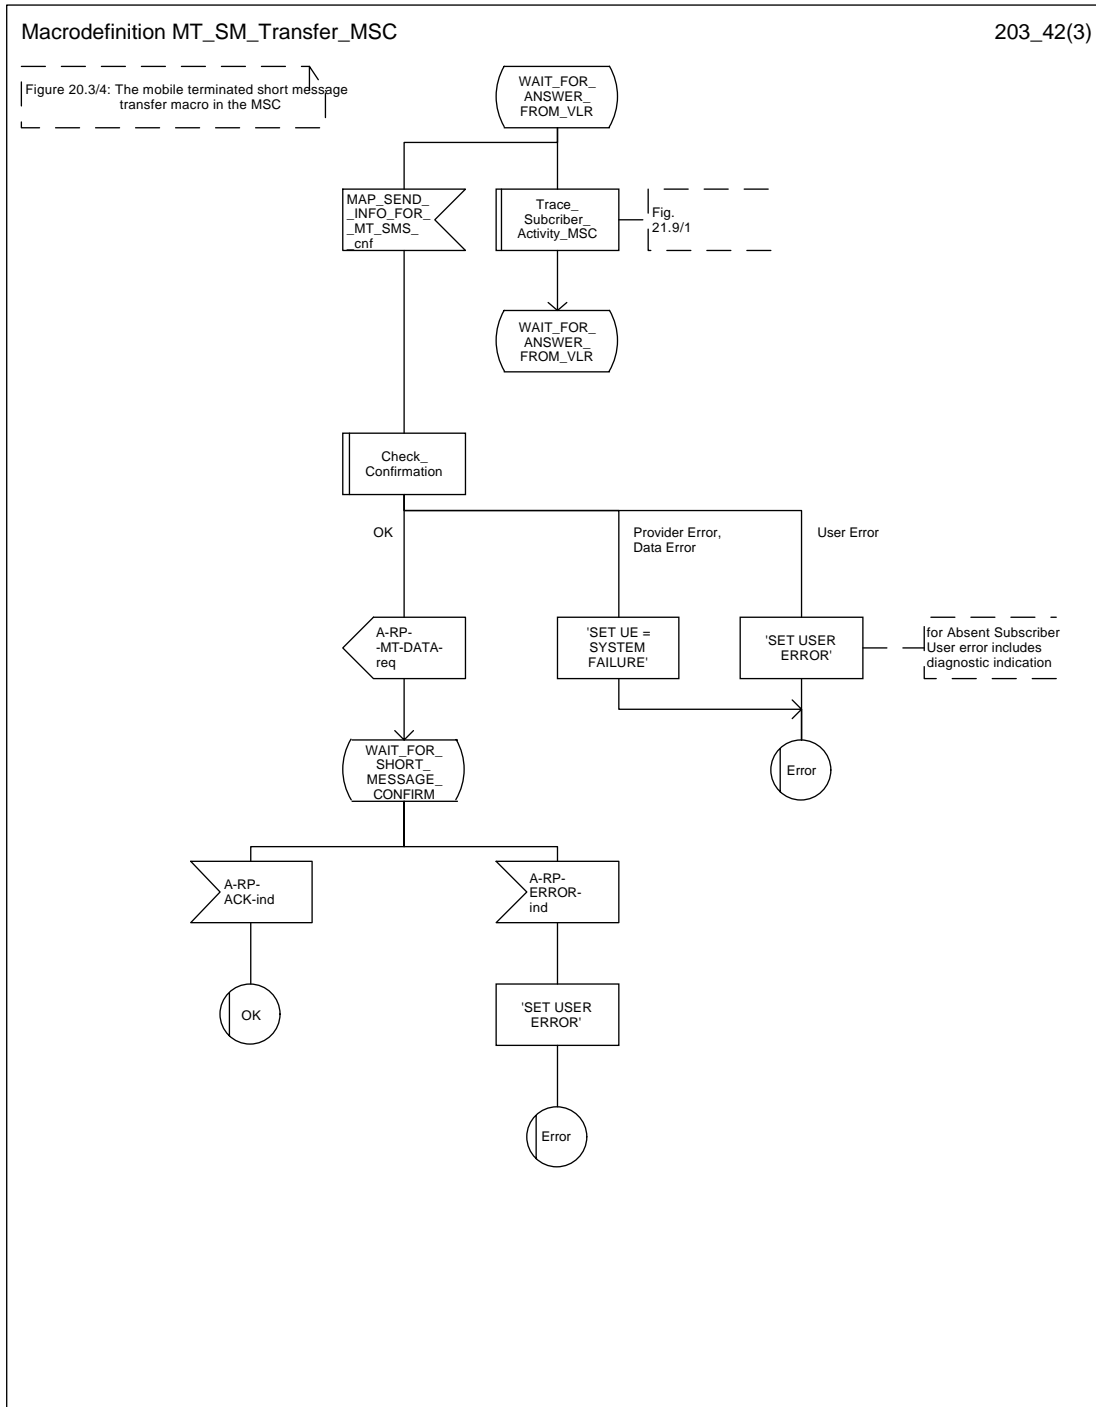 Macrodefinition MT_SM_Transfer_MSC
203_42(3)
Figure 20.3/4: The mobile terminated short message
transfer macro in the MSC
WAIT_FOR_
ANSWER_
FROM_VLR
MAP_SEND_
_INFO_FOR_
_MT_SMS_
_cnf
Trace_
Subcriber_
Activity_MSC
Fig.
21.9/1
WAIT_FOR_
ANSWER_
FROM_VLR
Check_
Confirmation
OK
Provider Error,
Data Error
User Error
A-RP-
-MT-DATA-
req
'SET UE =
SYSTEM
FAILURE'
'SET USER
ERROR'
for Absent Subscriber
User error includes
diagnostic indication
WAIT_FOR_
SHORT_
MESSAGE_
CONFIRM
Error
A-RP-
ACK-ind
A-RP-
ERROR-
ind
OK
'SET USER
ERROR'
Error